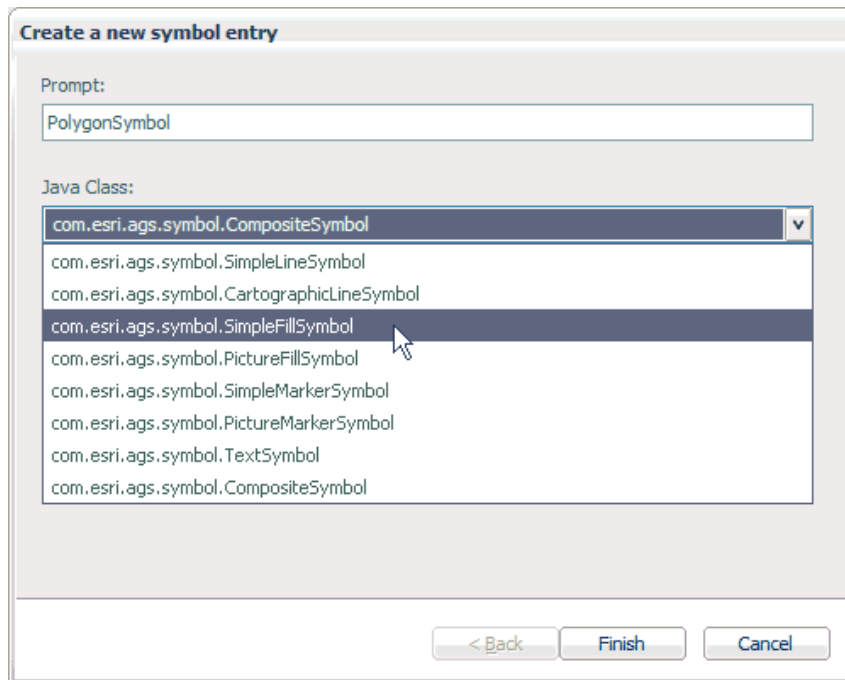 Create a new symbol entry
Prompt:
PolygonSymbol
Java Class:
com.esri.ags.symbol.CompositeSymbol
com.esri.ags.symbol.SimpleLineSymbol
com.esri.ags.symbol.CartographicLineSymbol
com.esri.ags.symbol.SimpleFillSymbol
com.esri.ags.symbol.PictureFillSymbol
com.esri.ags.symbol.SimpleMarkerSymbol
com.esri.ags.symbol.PictureMarkerSymbol
com.esri.ags.symbol.TextSymbol
com.esri.ags.symbol.CompositeSymbol
< Back Finish Cancel